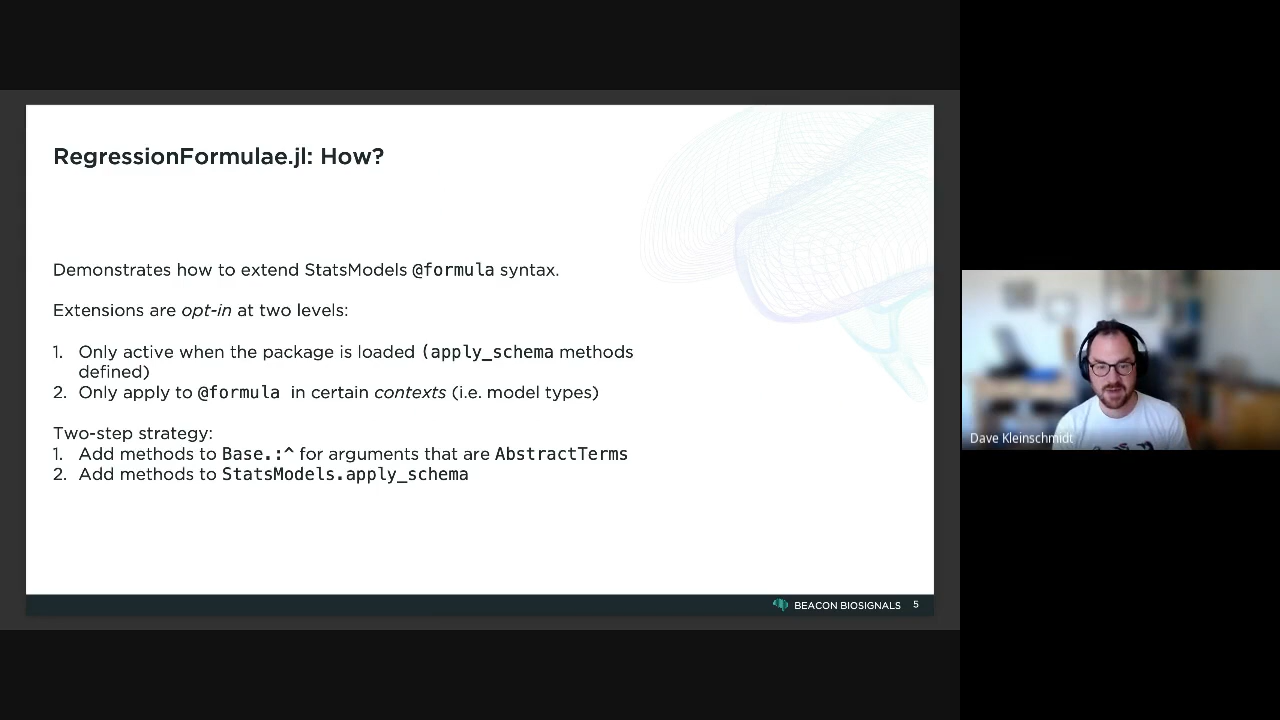 RegressionFormulae.jl: How?
Demonstrates how to extend StatsModels @formula syntax.
Extensions are opt-in at two levels:
1. Only active when the package is loaded (apply_schema methods
defined)
2. Only apply to @formula in certain contexts (i.e. model types)
Two-step strategy:
1. Add methods to Base.:^ for arguments that are AbstractTerms
2. Add methods to StatsModels.apply_schema
BEACON BIOSIGNALS 5
Dave Kleinschmidt